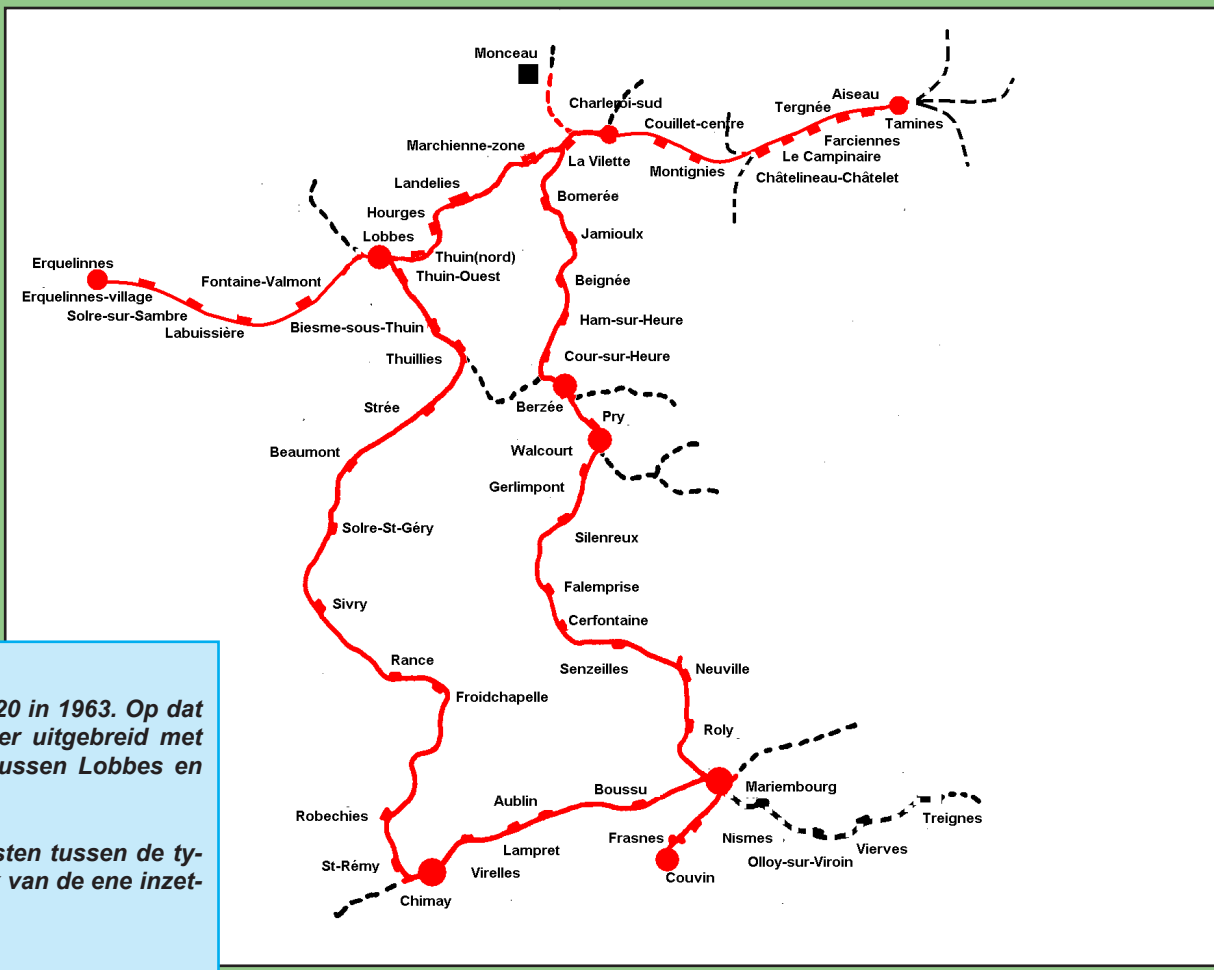 Monceau
Charleroi-sud
Aiseau
Tergnée
Tamines
Couillet-centre
Farciennes
Marchienne-zone
La Vilette
Le Campinaire
Montignies
Châtelineau-Châtelet
Landelies
Bomerée
Hourges
Jamioulx
Lobbes
Thuin(nord)
Erquelinnes
Thuin-Ouest
Fontaine-Valmont
Beignée
Erquelinnes-village
Solre-sur-Sambre
Ham-sur-Heure
Labuissière
Biesme-sous-Thuin
Thuillies
Cour-sur-Heure
Strée
Berzée
Pry
Beaumont
Walcourt
Gerlimpont
Solre-St-Géry
Silenreux
Falemprise
Sivry
Cerfontaine
Rance
Senzeilles
Neuville
Froidchapelle
Roly
Boussu
Mariembourg
Aublin
Robechies
Treignes
Frasnes
Nismes
Lampret
Vierves
Olloy-sur-Viroin
St-Rémy
Virelles
Couvin
Chimay
20 in 1963. Op dat
er uitgebreid met
ussen Lobbes en
sten tussen de ty-
van de ene inzet-